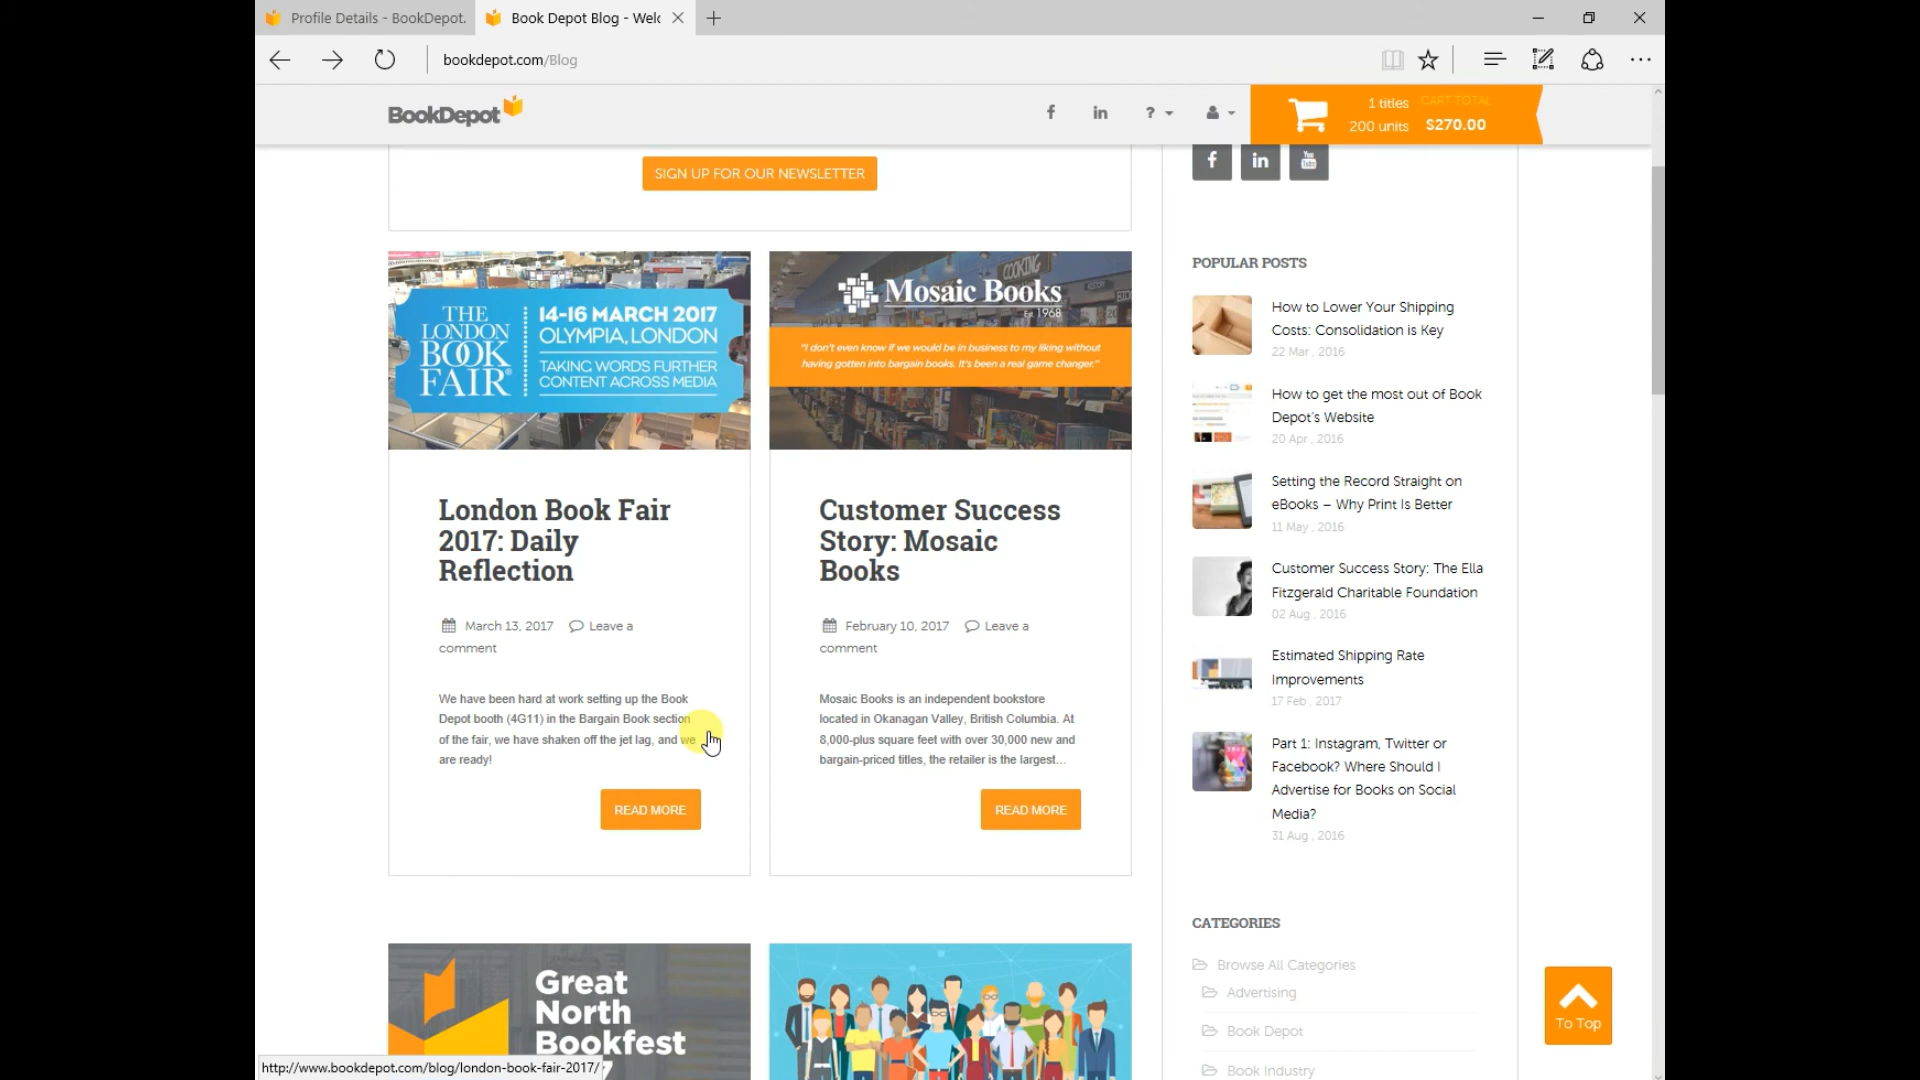 Profile Details - BookDepot.
Book Depot Blog - Welc
bookdepot.com/Blog
BookDepot
?
1 titles
CART TOTAL
200 units
$270.00
SIGN UP FOR OUR NEWSLETTER
f
in
You
Tube
THE
LONDON
BOOK
FAIR®
14-16 MARCH 2017
OLYMPIA, LONDON
TAKING WORDS FURTHER
CONTENT ACROSS MEDIA
COOKING
Mosaic Books
Est 1968
"I don't even know if we would be in business to my liking without
having gotten into bargain books. It's been a real game changer."
London Book Fair
2017: Daily
Reflection
March 13, 2017 Leave a
comment
We have been hard at work setting up the Book
Depot booth (4G11) in the Bargain Book section
of the fair, we have shaken off the jet lag, and we
are ready!
READ MORE
Customer Success
Story: Mosaic
Books
February 10, 2017 Leave a
comment
Mosaic Books is an independent bookstore
located in Okanagan Valley, British Columbia. At
8,000-plus square feet with over 30,000 new and
bargain-priced titles, the retailer is the largest...
READ MORE
POPULAR POSTS
How to Lower Your Shipping
Costs: Consolidation is Key
22 Mar , 2016
How to get the most out of Book
Depot's Website
20 Apr , 2016
Setting the Record Straight on
eBooks – Why Print Is Better
11 May , 2016
Customer Success Story: The Ella
Fitzgerald Charitable Foundation
02 Aug , 2016
Estimated Shipping Rate
Improvements
17 Feb , 2017
Part 1: Instagram, Twitter or
Facebook? Where Should I
Advertise for Books on Social
Media?
31 Aug , 2016
CATEGORIES
Browse All Categories
Advertising
Book Depot
Book Industry
Great
North
Bookfest
To Top
http://www.bookdepot.com/blog/london-book-fair-2017/